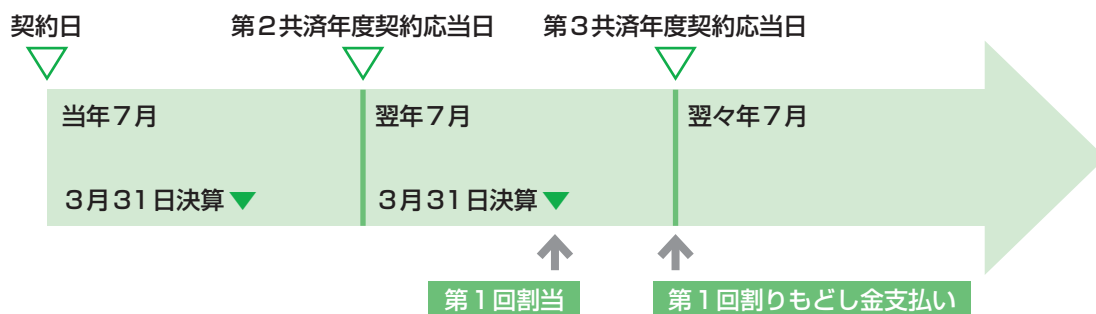 契約日
第2共済年度契約応当日
第3共済年度契約応当日
当年7月
翌年7月
翌々年7月
3月31日決算
3月31日決算
第1回割当
第1回割りもどし金支払い